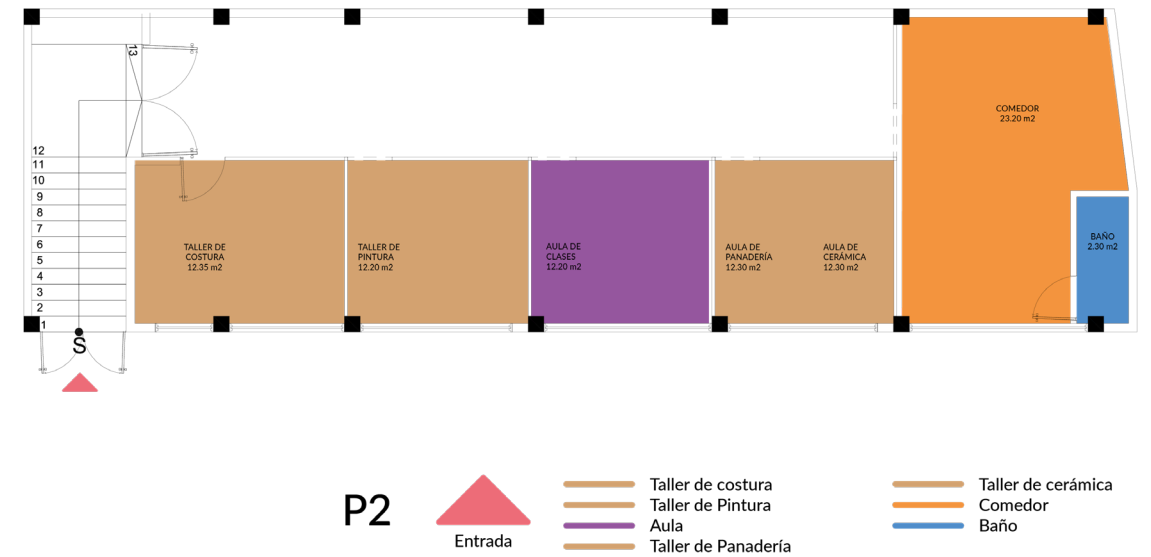 13
12
11
10
9
8
7
6
5
4
3
2
1
S
TALLER DE
COSTURA
12.35 m2
TALLER DE
PINTURA
12.20 m2
AULA DE
CLASES
12.20 m2
AULA DE
PANADERÍA
12.30 m2
AULA DE
CERÁMICA
12.30 m2
COMEDOR
23.20 m2
BAÑO
2.30 m2
P2
Entrada
Taller de costura
Taller de Pintura
Aula
Taller de Panadería
Taller de cerámica
Comedor
Baño